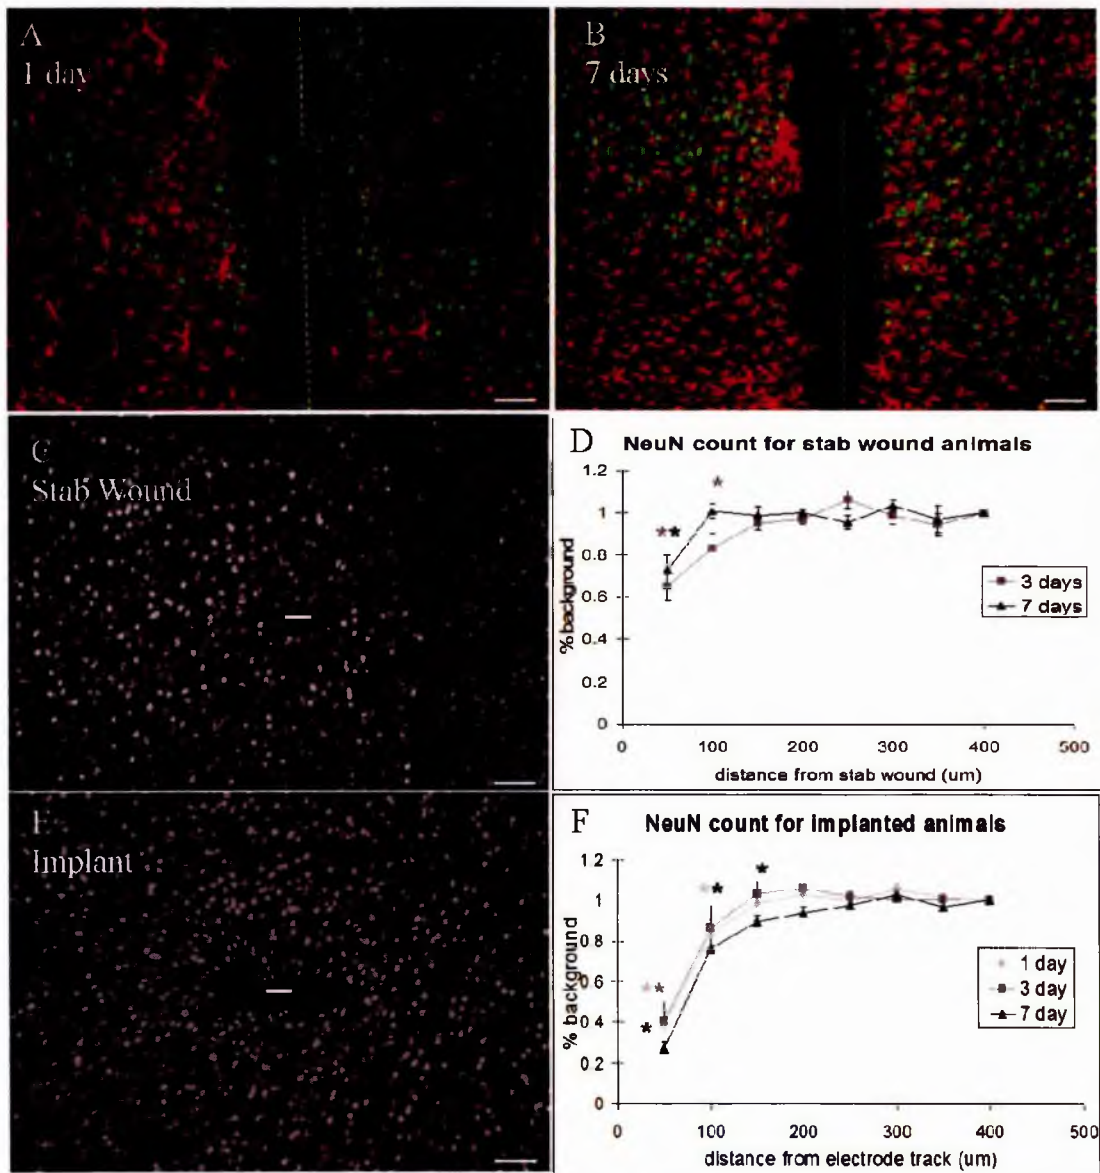 A
1 day
B
7 days
C
Stab Wound
D
NeuN count for stab wound animals
1.2
1
0.8
0.6
0.4
0.2
0
% background
0 100 200 300 400 500
distance from stab wound (um)
3 days
7 days
E
Implant
F
NeuN count for implanted animals
1 2
1
0.8
0.6
0.4
0 2
0
% background
0 100 200 300 400 500
distance from electrode track (um)
1 day
3 day
7 day